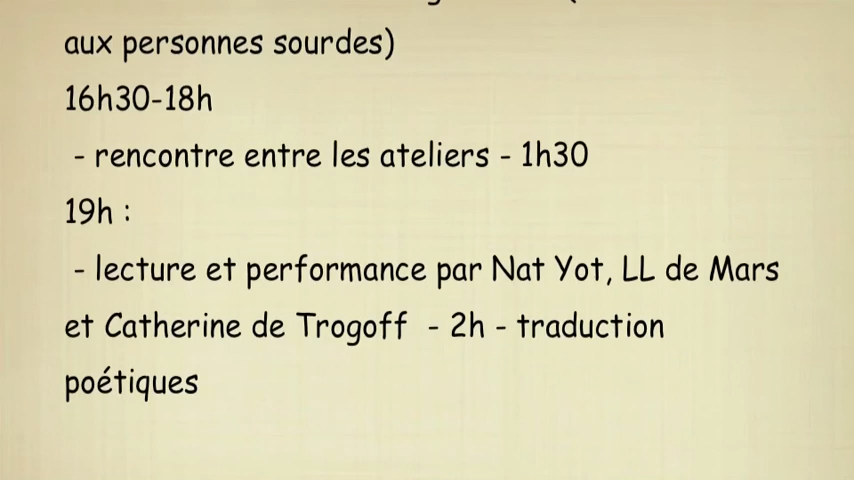 aux personnes sourdes)
16h30-18h
- rencontre entre les ateliers - 1h30
19h :
- lecture et performance par Nat Yot, LL de Mars
et Catherine de Trogoff - 2h - traduction
poétiques